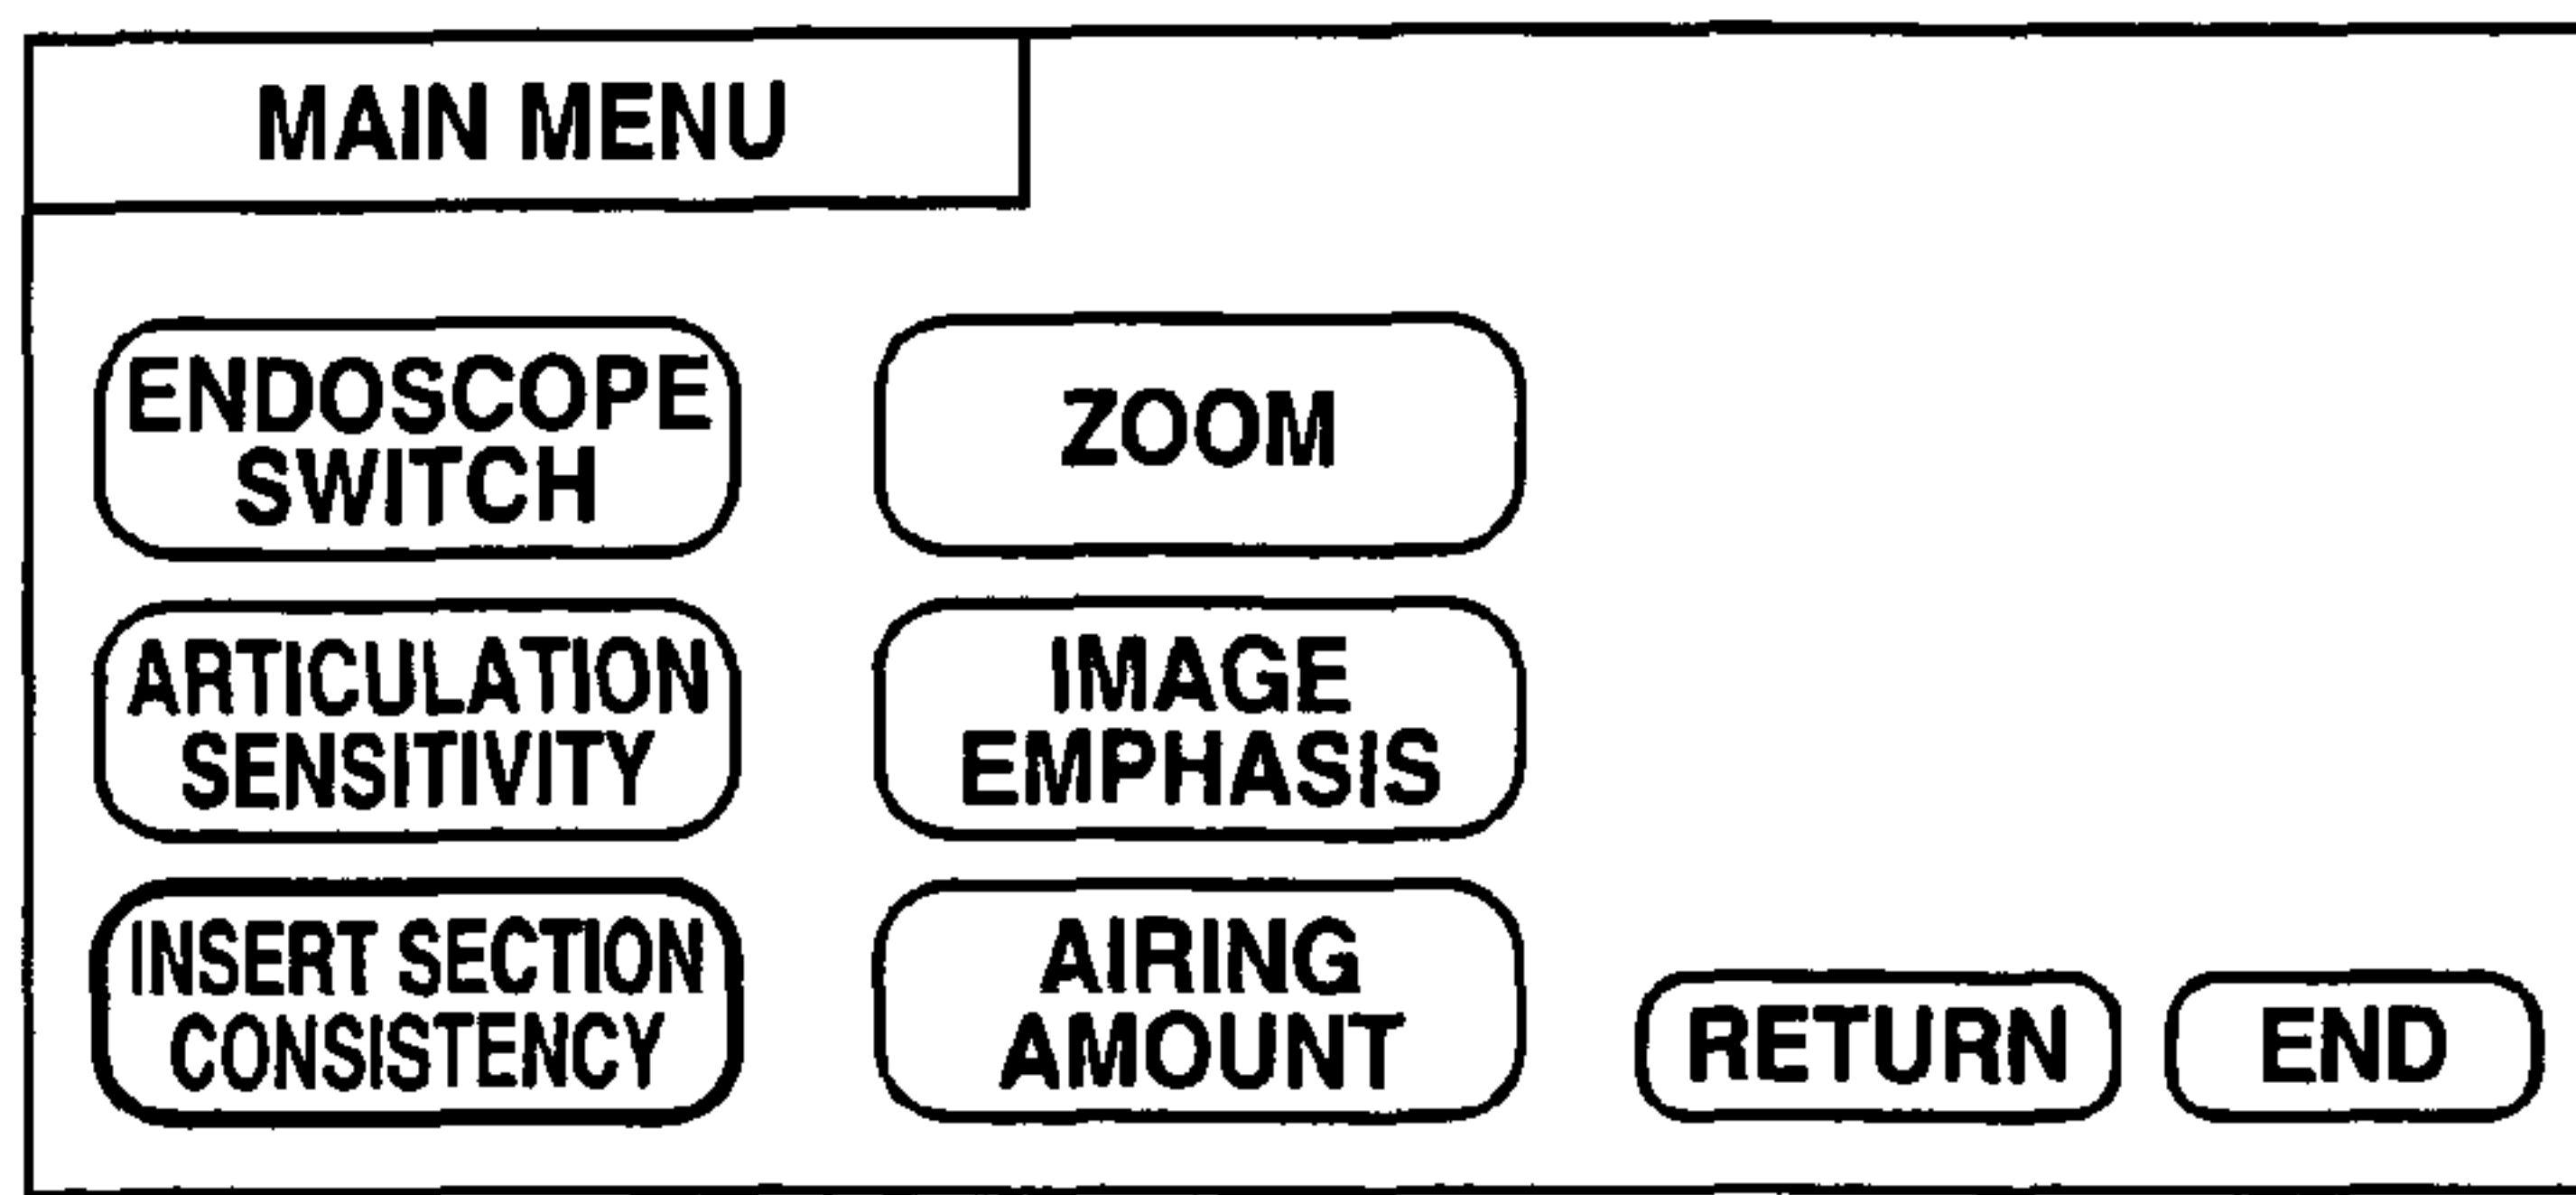 MAIN MENU
ENDOSCOPE
SWITCH
ZOOM
ARTICULATION
SENSITIVITY
IMAGE
EMPHASIS
INSERT SECTION
CONSISTENCY
AIRING
AMOUNT
RETURN
END